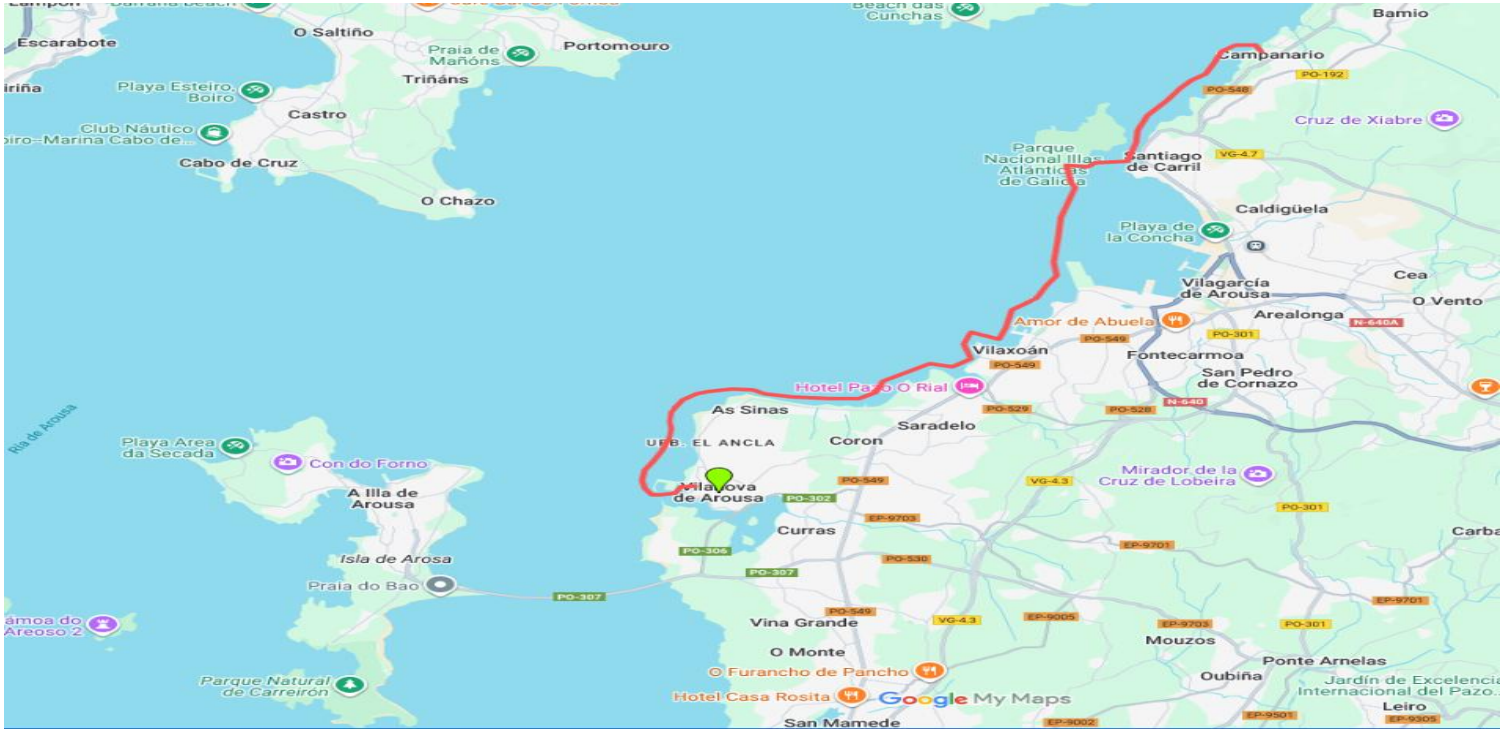 Escarabote
O Saltiño
Beach das
Cunchas
Bamio
Portomouro
Praia de
Mañóns
Triñáns
Campanario
PO-192
PO-548
Playa Esteiro,
Boiro
Castro
Cruz de Xiabre
Club Náutico
Cabo de Cruz
Parque
Nacional Illas
Atlánticas
de Galicia
Santiago
de Carril
VG-4.7
O Chazo
Caldigüela
Playa de
la Concha
Cea
Vilagarcía
de Arousa
O Vento
Arealonga
N-640A
Amor de Abuela
PO-301
PO-549
Vilaxoán
Fontecarmoa
PO-549
San Pedro
de Cornazo
Hotel Pazo O Rial
N-640
As Sinas
PO-529
PO-528
Ria de Arousa
Saradelo
Playa Area
da Secada
URB. EL ANCLA
Coron
Con do Forno
Mirador de la
Cruz de Lobeira
A Illa de
Arousa
Vilanova
de Arousa
PO-549
VG-4.3
PO-302
PO-301
EP-9703
Curras
EP-9701
Isla de Arosa
PO-306
PO-530
PO-307
Praia do Bao
PO-307
EP-9701
PO-549
Vina Grande
VG-4.3
EP-9005
EP-9703
PO-301
Areoso 2
Mouzos
O Monte
Ponte Arnelas
O Furancho de Pancho
Oubiña
Parque Natural
de Carreirón
Jardín de Excelencia
Internacional del Pazo...
Hotel Casa Rosita
Google My Maps
Leiro
San Mamede
EP-9002
EP-9501
EP-9305